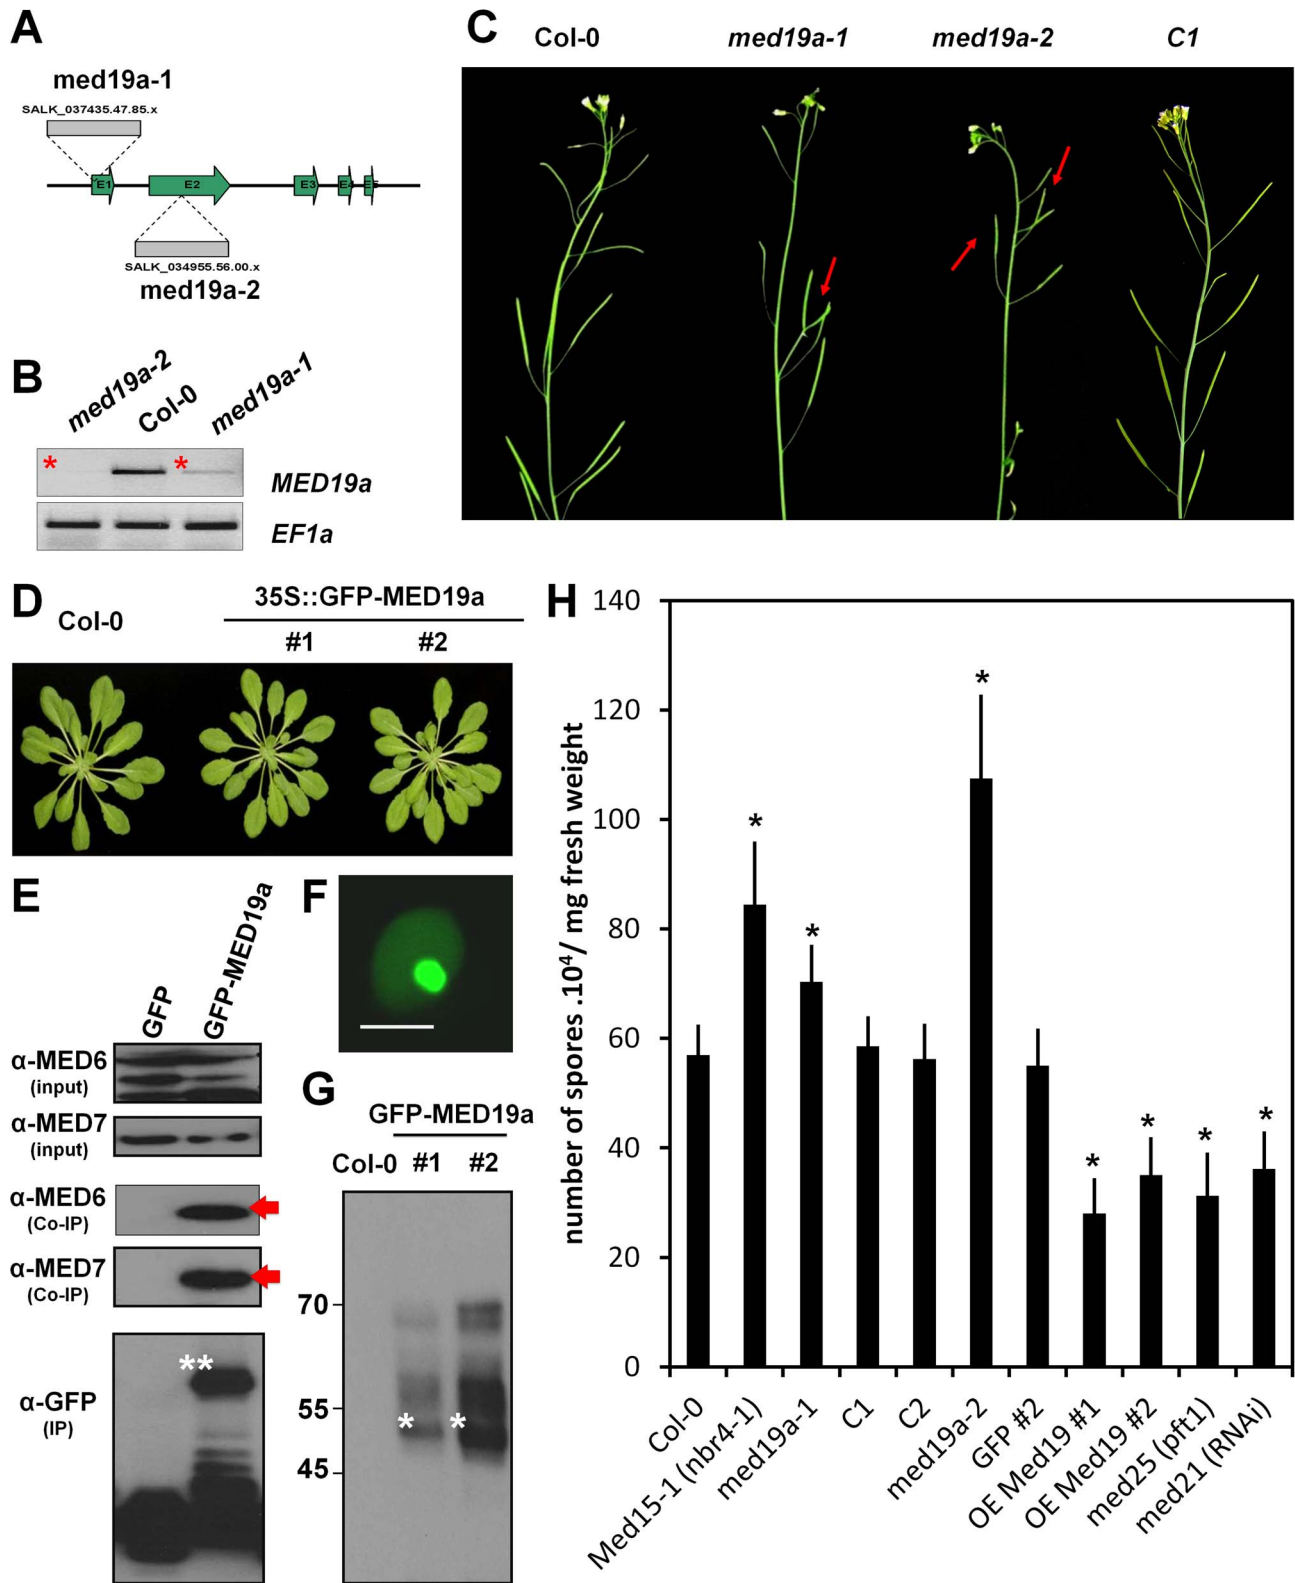 A
med19a-1
SALK_037435.47.85.x
E1 E2 E3 E4 E5
SALK_034955.56.00.x
med19a-2
B
med19a-2 Col-0 med19a-1
* *
MED19a
EF1a
C
Col-0 med19a-1 med19a-2 C1
D
Col-0
35S::GFP-MED19a
#1 #2
E
GFP GFP-MED19a
α-MED6
(input)
α-MED7
(input)
α-MED6
(Co-IP)
α-MED7
(Co-IP)
**
α-GFP
(IP)
F
G
GFP-MED19a
Col-0 #1 #2
70
55
* *
45
H
number of spores .10⁴/ mg fresh weight
140
120
100
80
60
40
20
0
* * * * * * *
Col-0
Med15-1 (nbr4-1)
med19a-1
C1
C2
med19a-2
GFP #2
OE Med19 #1
OE Med19 #2
med25 (pft1)
med21 (RNAi)